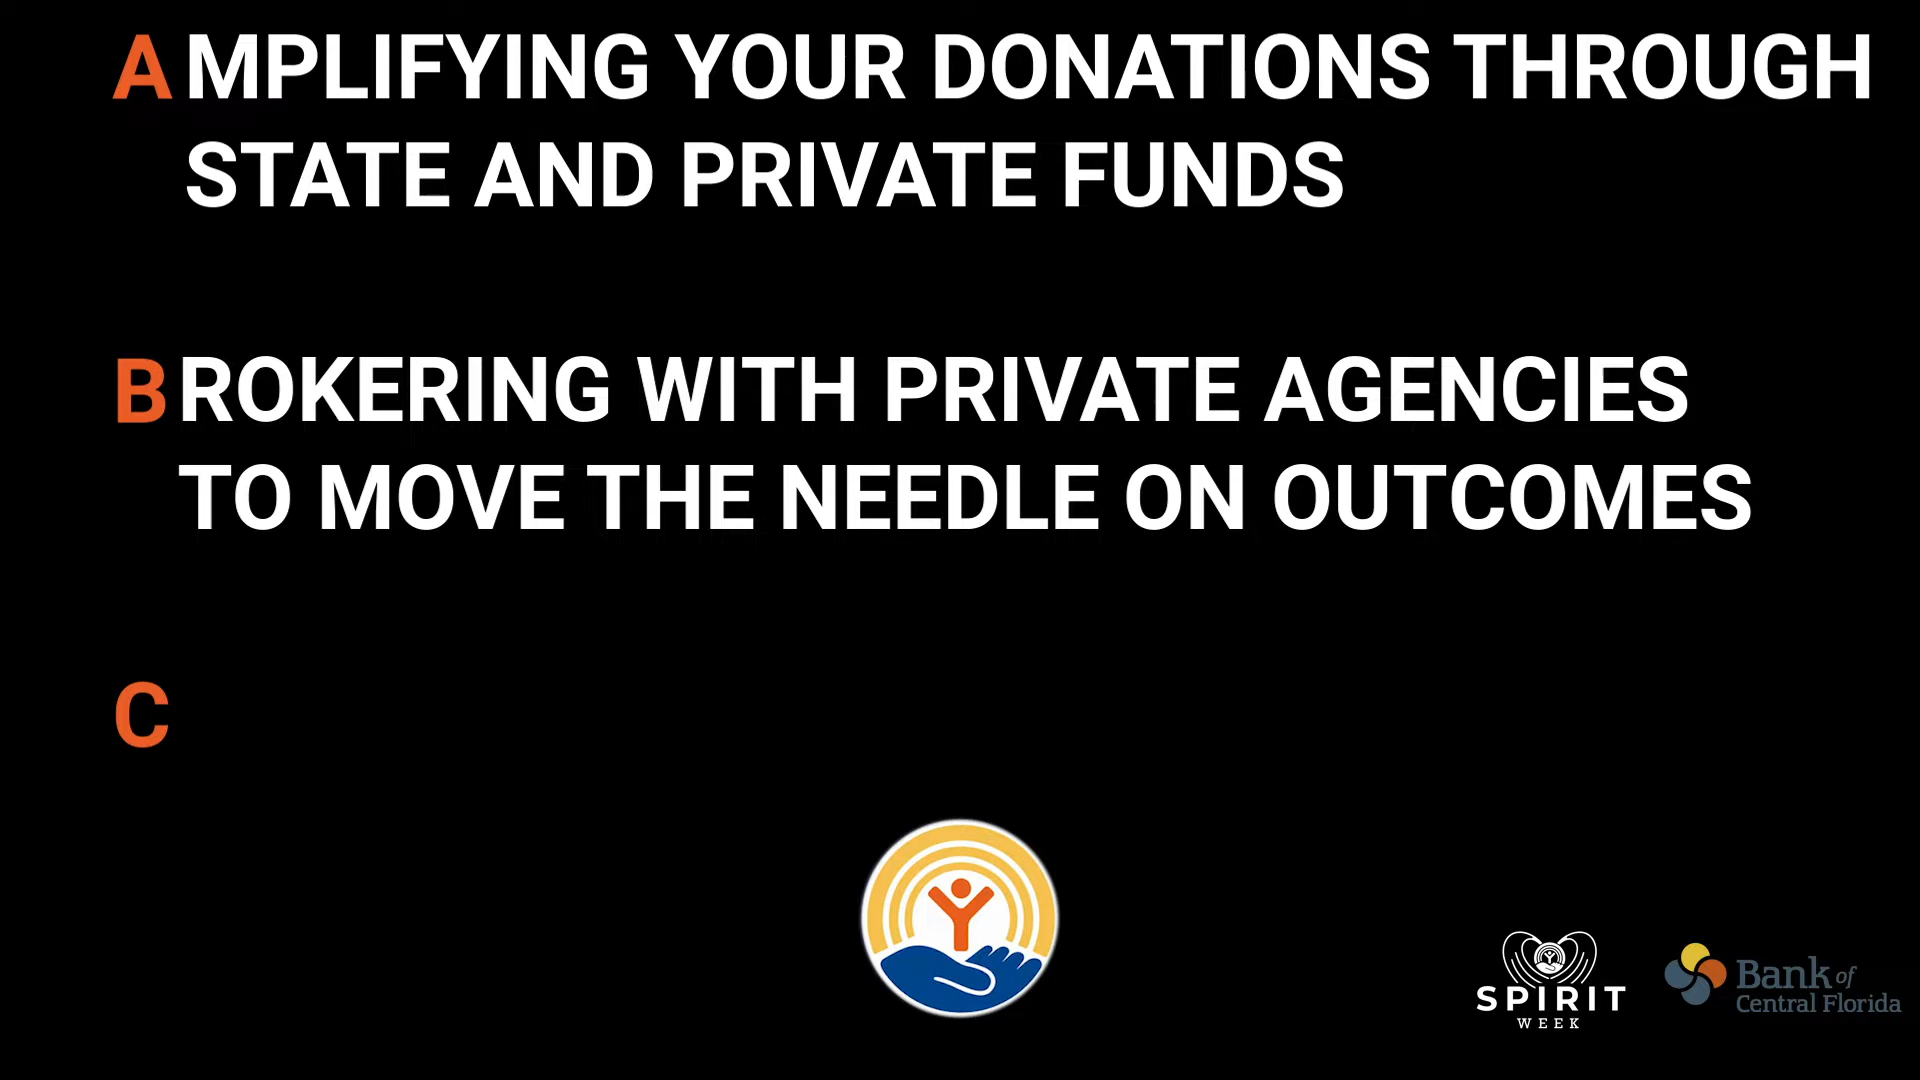 AMPLIFYING YOUR DONATIONS THROUGH
STATE AND PRIVATE FUNDS
BROKERING WITH PRIVATE AGENCIES
TO MOVE THE NEEDLE ON OUTCOMES
C
SPIRIT
WEEK
Bank of
Central Florida